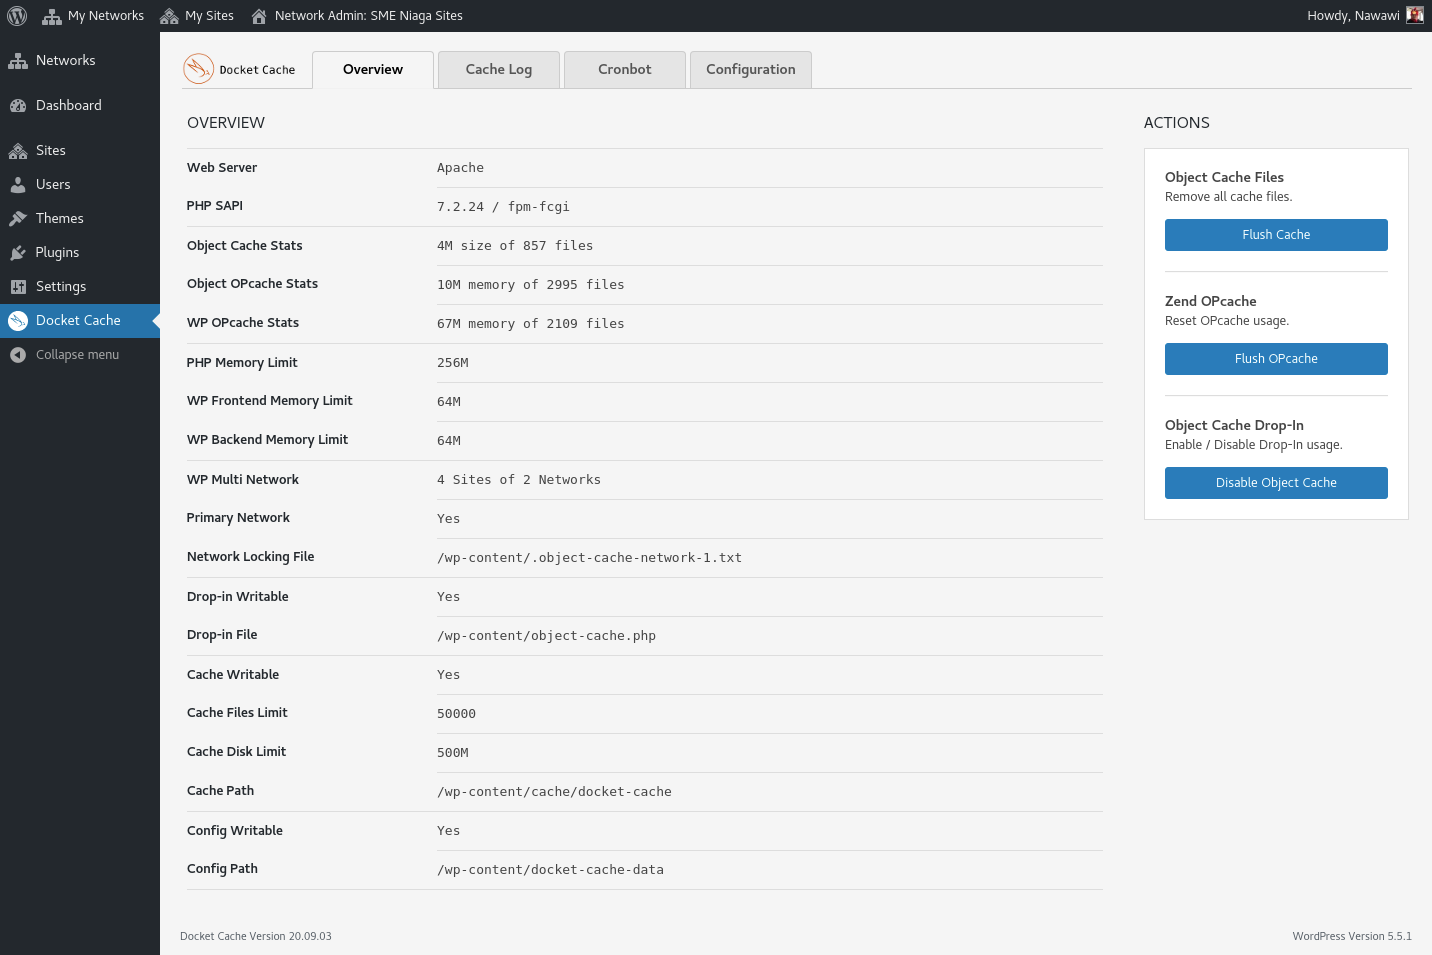 My Networks My Sites Network Admin: SME Niaga Sites Howdy, Nawawi
Networks
Dashboard
Sites
Users
Themes
Plugins
Settings
Docket Cache
Collapse menu
Docket Cache Overview Cache Log Cronbot Configuration
OVERVIEW
Web Server Apache
PHP SAPI 7.2.24 / fpm-fcgi
Object Cache Stats 4M size of 857 files
Object OPcache Stats 10M memory of 2995 files
WP OPcache Stats 67M memory of 2109 files
PHP Memory Limit 256M
WP Frontend Memory Limit 64M
WP Backend Memory Limit 64M
WP Multi Network 4 Sites of 2 Networks
Primary Network Yes
Network Locking File /wp-content/.object-cache-network-1.txt
Drop-in Writable Yes
Drop-in File /wp-content/object-cache.php
Cache Writable Yes
Cache Files Limit 50000
Cache Disk Limit 500M
Cache Path /wp-content/cache/docket-cache
Config Writable Yes
Config Path /wp-content/docket-cache-data
ACTIONS
Object Cache Files
Remove all cache files.
Flush Cache
Zend OPcache
Reset OPcache usage.
Flush OPcache
Object Cache Drop-In
Enable / Disable Drop-In usage.
Disable Object Cache
Docket Cache Version 20.09.03 WordPress Version 5.5.1